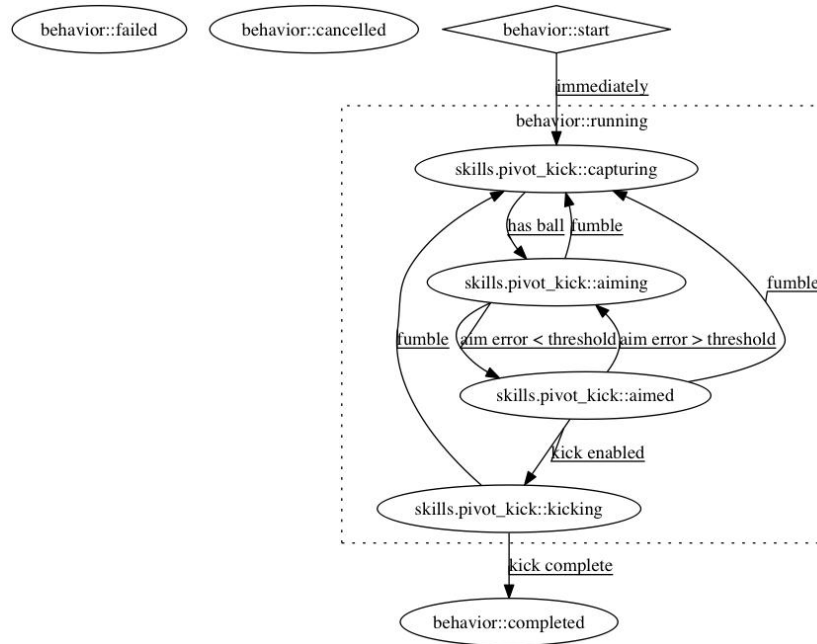 behavior::failed
behavior::cancelled
behavior::start
immediately
behavior::running
skills.pivot_kick::capturing
has ball
fumble
skills.pivot_kick::aiming
fumble
fumble
aim error < threshold
aim error > threshold
skills.pivot_kick::aimed
kick enabled
skills.pivot_kick::kicking
kick complete
behavior::completed